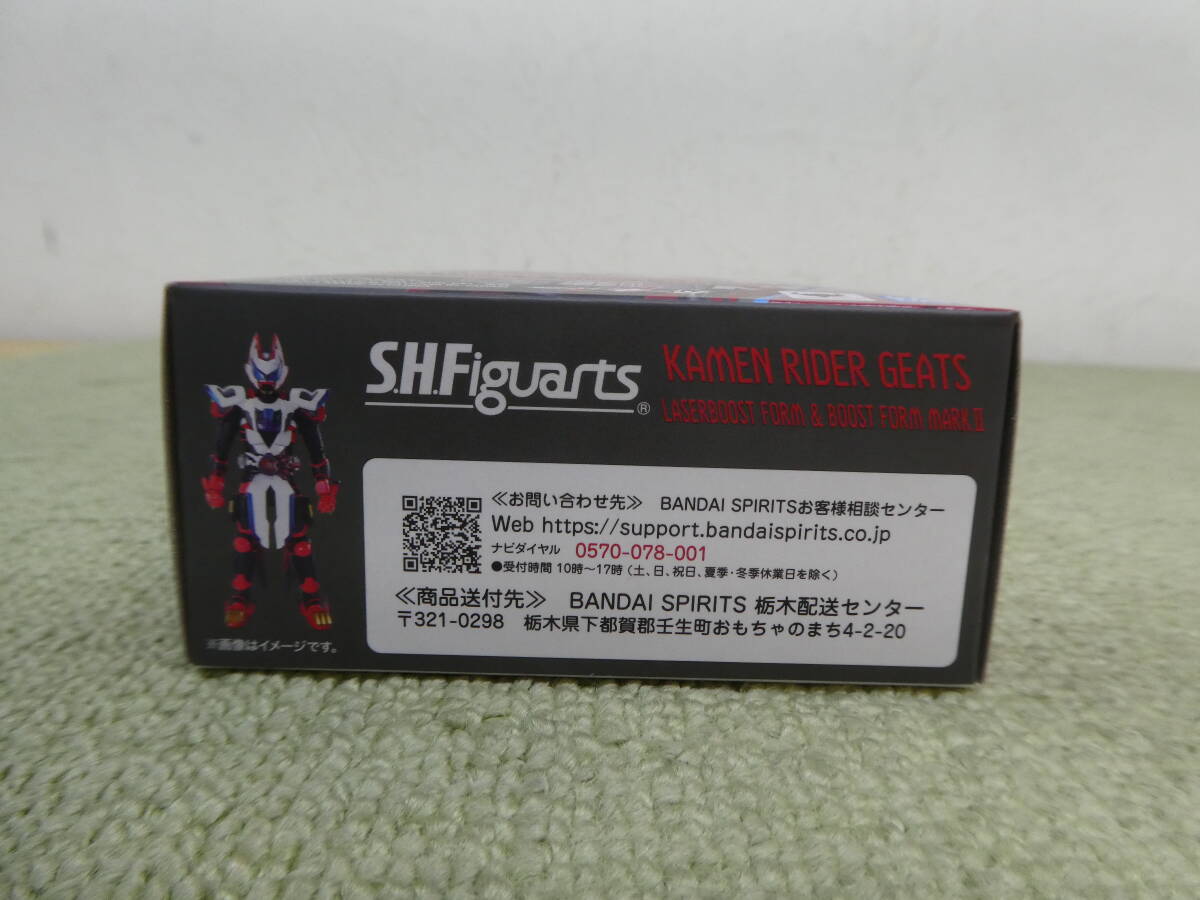 S.H.Figuarts®
KAMEN RIDER GEATS
LASERBOOST FORM & BOOST FORM MARK II
≪お問い合わせ先≫ BANDAI SPIRITSお客様相談センター
Web https://support.bandaispirits.co.jp
ナビダイヤル 0570-078-001
●受付時間 10時～17時（土、日、祝日、夏季・冬季休業日を除く）
≪商品送付先≫ BANDAI SPIRITS 栃木配送センター
〒321-0298 栃木県下都賀郡壬生町おもちゃのまち4-2-20
※画像はイメージです。